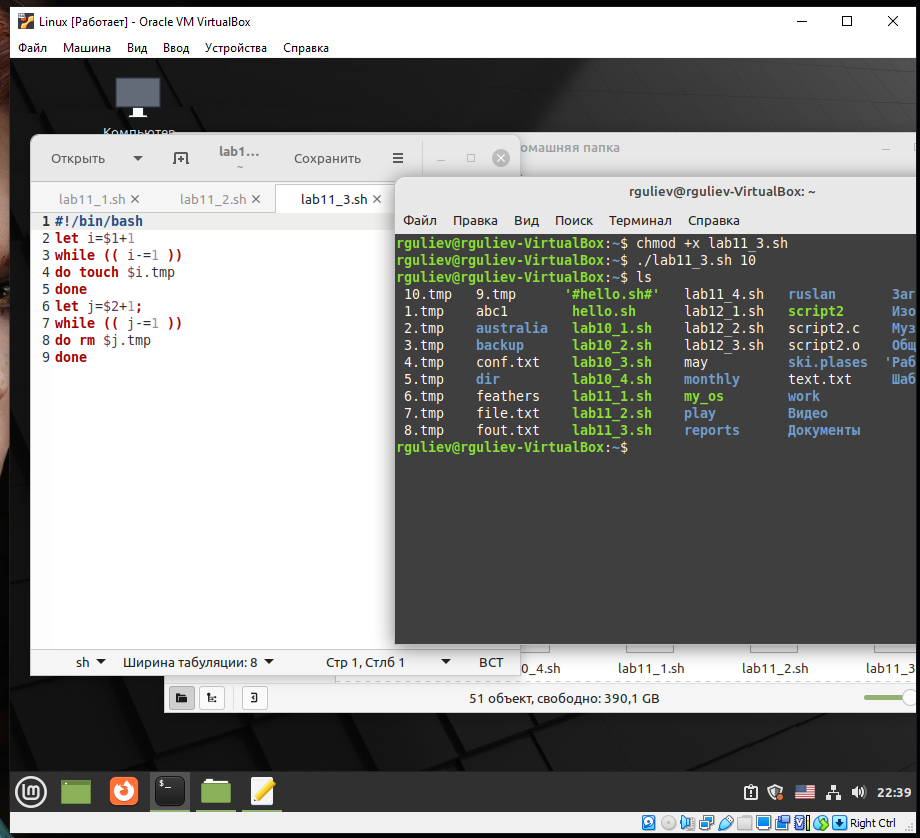 Linux [Работает] - Oracle VM VirtualBox
Файл Машина Вид Ввод Устройства Справка
Компьютер
Открыть lab1... Сохранить
~
омашняя папка
lab11_1.sh lab11_2.sh lab11_3.sh
1 #!/bin/bash
2 let i=$1+1
3 while (( i-=1 ))
4 do touch $i.tmp
5 done
6 let j=$2+1;
7 while (( j-=1 ))
8 do rm $j.tmp
9 done
sh Ширина табуляции: 8 Стр 1, Стлб 1 ВСТ
rguliev@rguliev-VirtualBox: ~
Файл Правка Вид Поиск Терминал Справка
rguliev@rguliev-VirtualBox:~$ chmod +x lab11_3.sh
rguliev@rguliev-VirtualBox:~$ ./lab11_3.sh 10
rguliev@rguliev-VirtualBox:~$ ls
10.tmp 9.tmp '#hello.sh#' lab11_4.sh ruslan Заг
1.tmp abc1 hello.sh lab12_1.sh script2 Изо
2.tmp australia lab10_1.sh lab12_2.sh script2.c Муз
3.tmp backup lab10_2.sh lab12_3.sh script2.o Общ
4.tmp conf.txt lab10_3.sh may ski.plases 'Раб
5.tmp dir lab10_4.sh monthly text.txt Шаб
6.tmp feathers lab11_1.sh my_os work
7.tmp file.txt lab11_2.sh play Видео
8.tmp fout.txt lab11_3.sh reports Документы
rguliev@rguliev-VirtualBox:~$
0_4.sh lab11_1.sh lab11_2.sh lab11_3
51 объект, свободно: 390,1 GB
22:39
Right Ctrl